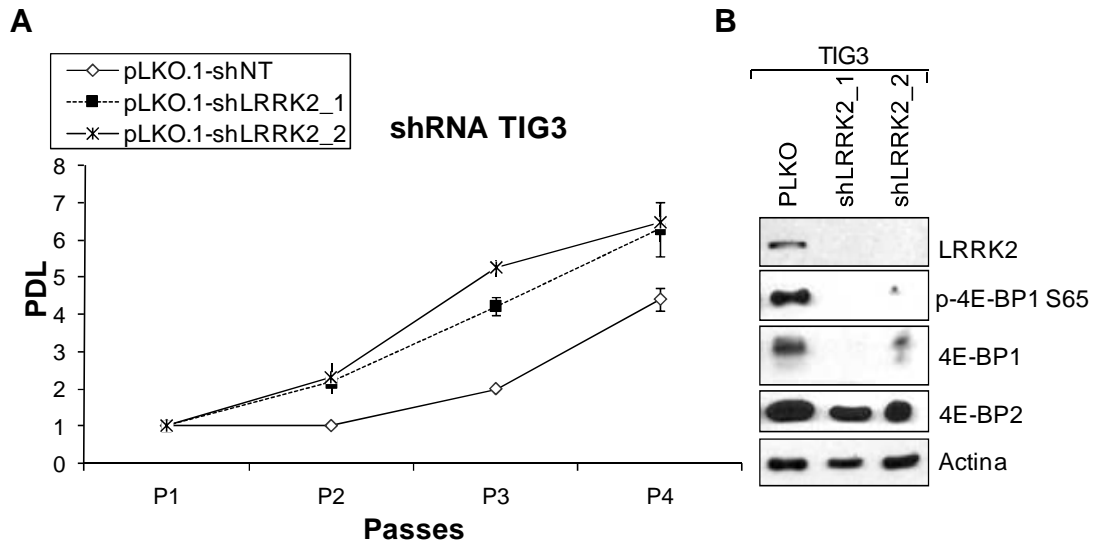 A
pLKO.1-shNT
pLKO.1-shLRRK2_1
pLKO.1-shLRRK2_2
shRNA TIG3
8
7
6
5
4
3
2
1
0
PDL
P1
P2
P3
P4
Passes
B
TIG3
PLKO
shLRRK2_1
shLRRK2_2
LRRK2
p-4E-BP1 S65
4E-BP1
4E-BP2
Actina